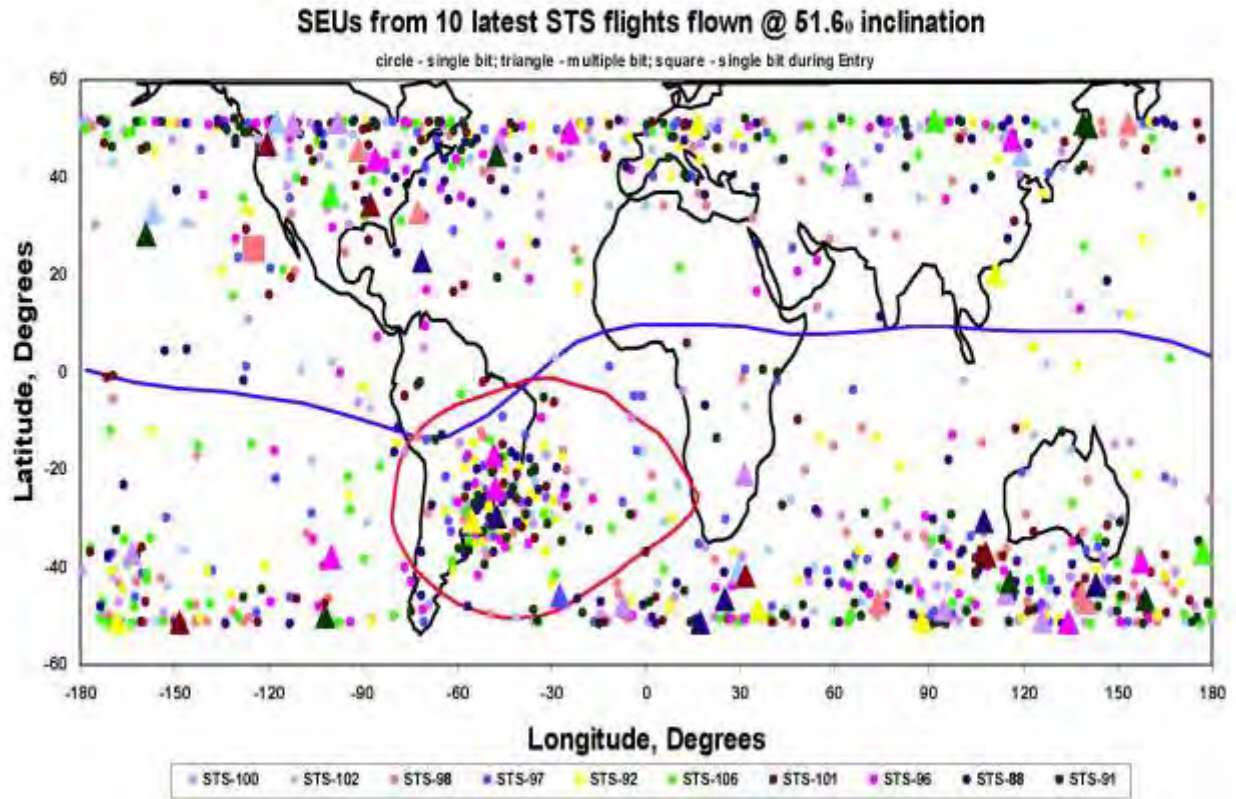 SEUs from 10 latest STS flights flown @ 51.6₀ inclination
circle - single bit; triangle - multiple bit; square - single bit during Entry
60
40
20
0
-20
-40
-60
Latitude, Degrees
-180 -150 -120 -90 -60 -30 0 30 60 90 120 150 180
Longitude, Degrees
STS-100 STS-102 STS-98 STS-97 STS-92 STS-106 STS-101 STS-96 STS-88 STS-91